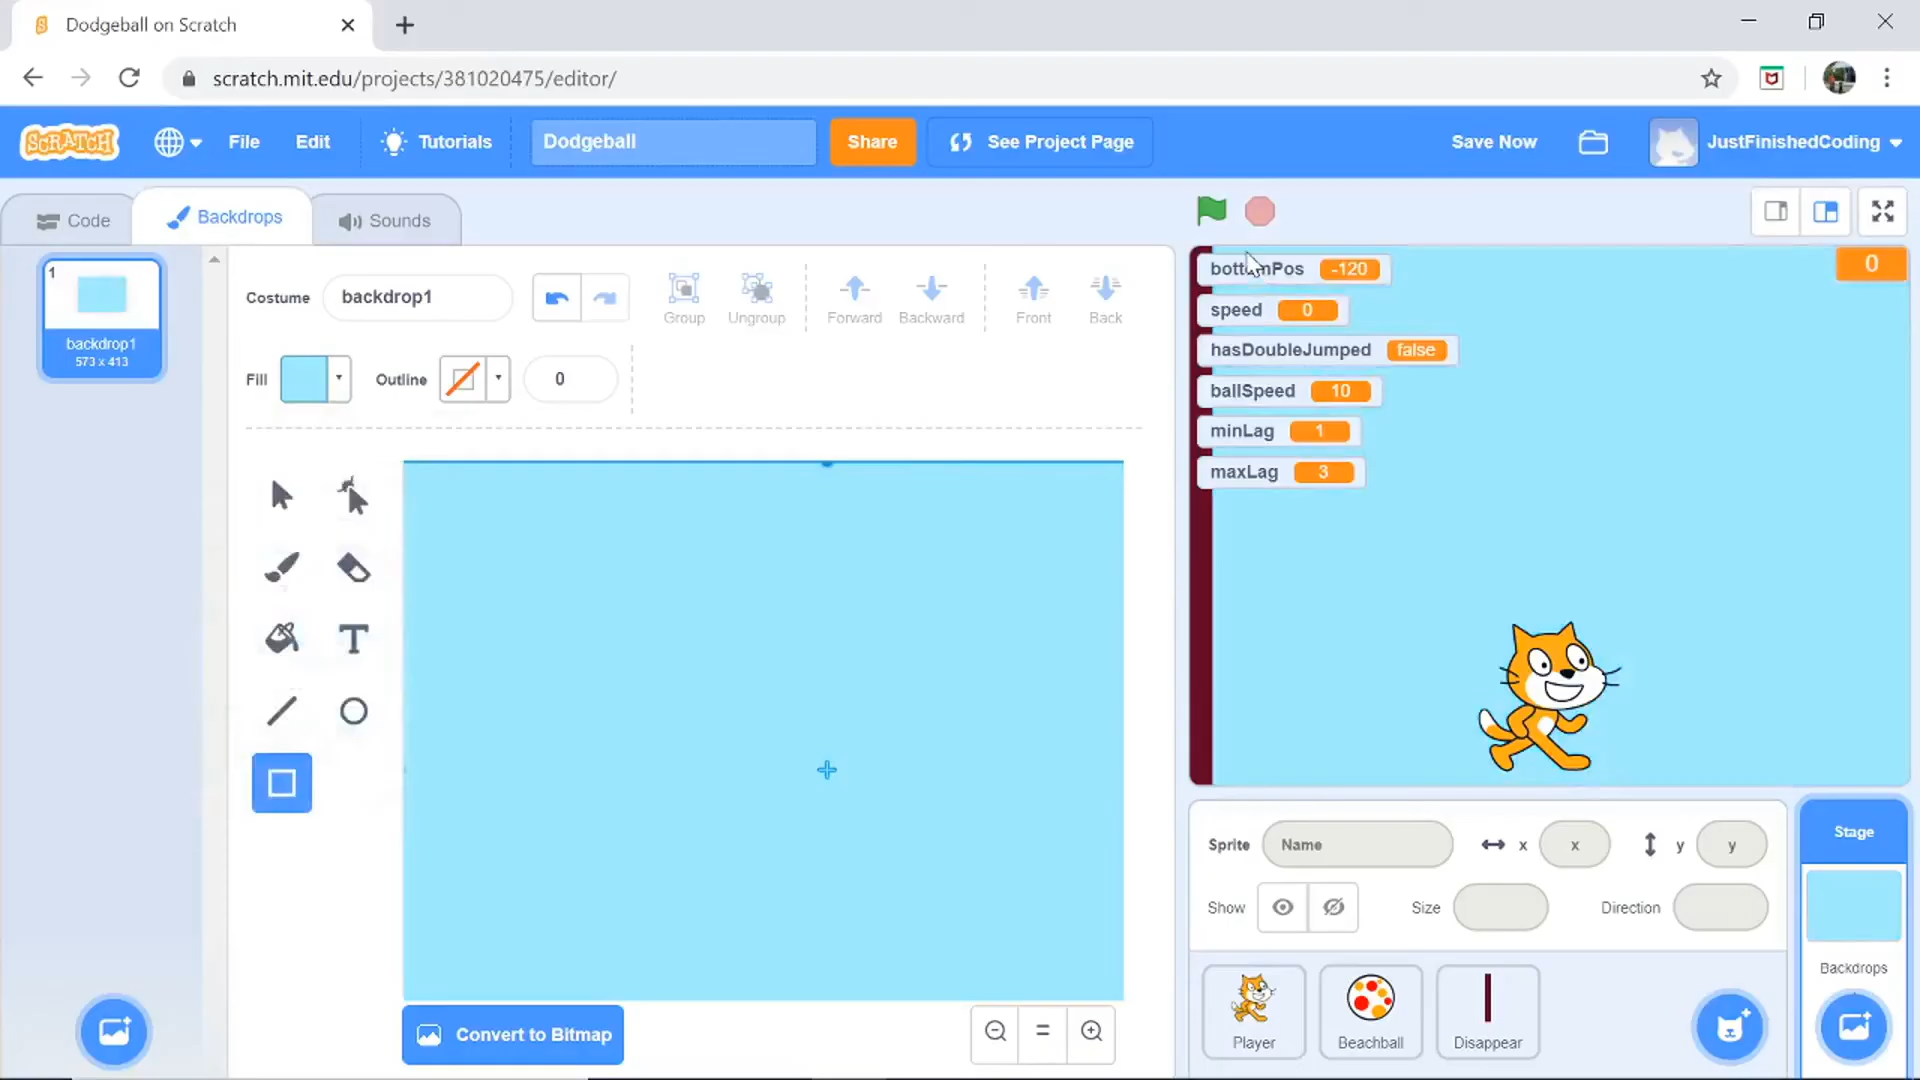 Dodgeball on Scratch
scratch.mit.edu/projects/381020475/editor/
SCRATCH
File
Edit
Tutorials
Dodgeball
Share
See Project Page
Save Now
JustFinishedCoding
Code
Backdrops
Sounds
1
backdrop1
573 x 413
Costume
backdrop1
Group
Ungroup
Forward
Backward
Front
Back
Fill
Outline
0
T
Convert to Bitmap
bottomPos -120
0
speed 0
hasDoubleJumped false
ballSpeed 10
minLag 1
maxLag 3
Sprite Name x x y y
Show Size Direction
Player
Beachball
Disappear
Stage
Backdrops